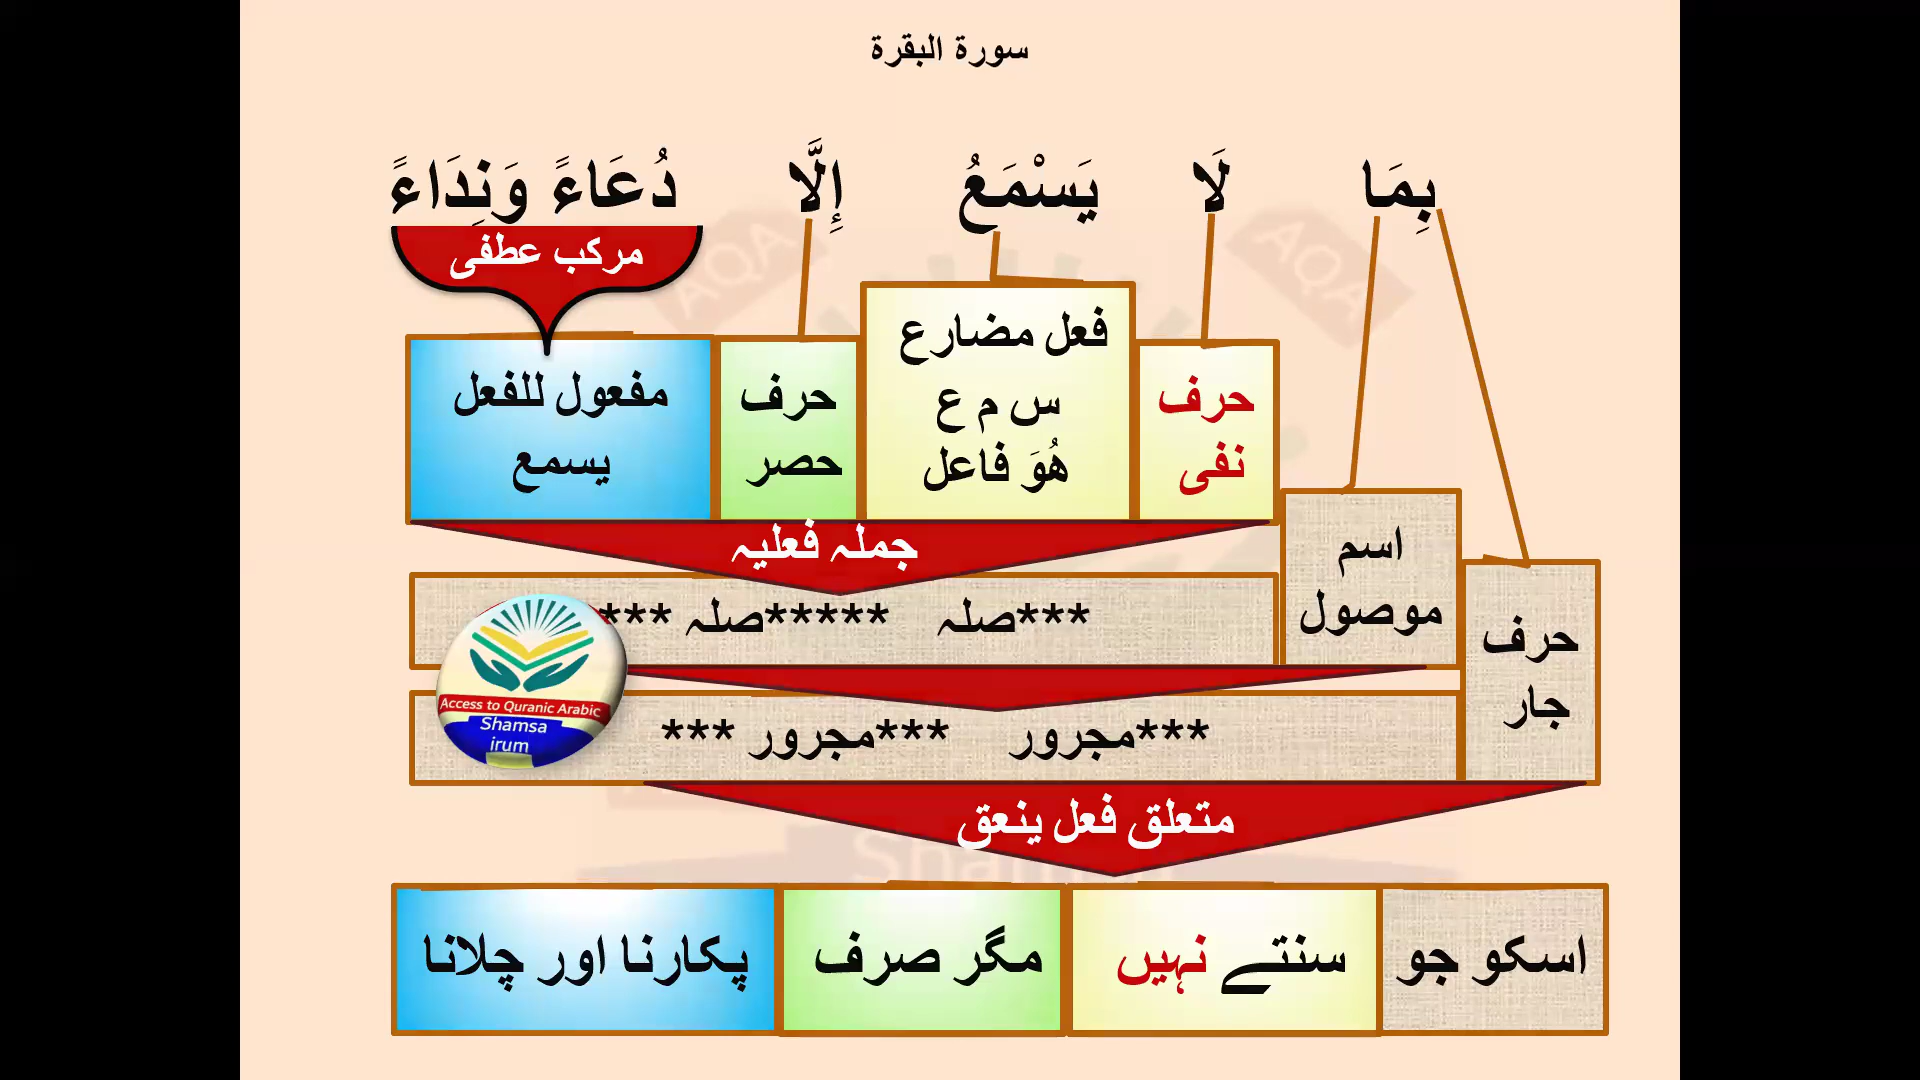 سورة البقرة
بِمَا لَا يَسْمَعُ إِلَّا دُعَاءً وَنِدَاءً
مرکب عطفی
حرف نفی
فعل مضارع
س م ع
هُوَ فاعل
حرف حصر
مفعول للفعل یسمع
اسم موصول
حرف جار
جملہ فعلیہ
***صلہ *****صلہ ***
***مجرور ***مجرور ***
متعلق فعل ینعق
اسکو جو
سنتے نہیں
مگر صرف
پکارنا اور چلانا
Access to Quranic Arabic
Shamsa
irum
AQA
AQA